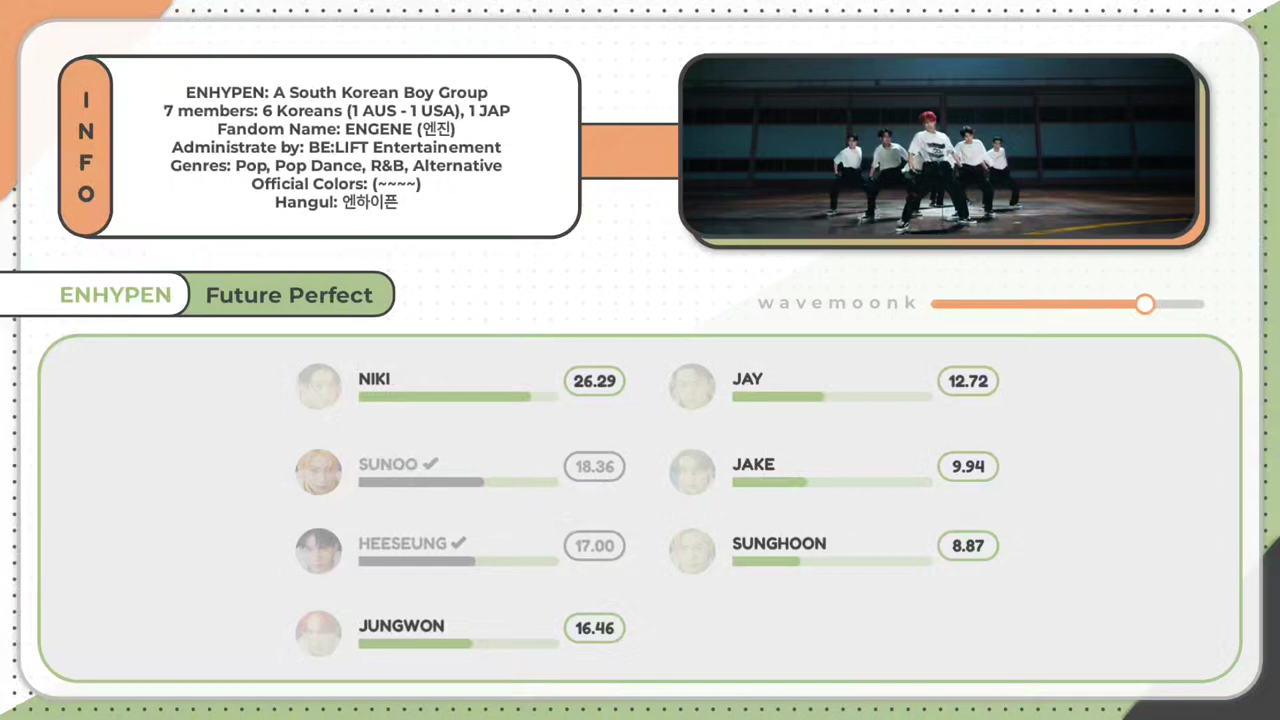 I
N
F
O
ENHYPEN: A South Korean Boy Group
7 members: 6 Koreans (1 AUS - 1 USA), 1 JAP
Fandom Name: ENGENE (엔진)
Administrate by: BE:LIFT Entertainement
Genres: Pop, Pop Dance, R&B, Alternative
Official Colors: (~~~~)
Hangul: 엔하이픈
ENHYPEN Future Perfect
wavemoonk
NIKI 26.29
SUNOO ✔ 18.36
HEESEUNG ✔ 17.00
JUNGWON 16.46
JAY 12.72
JAKE 9.94
SUNGHOON 8.87